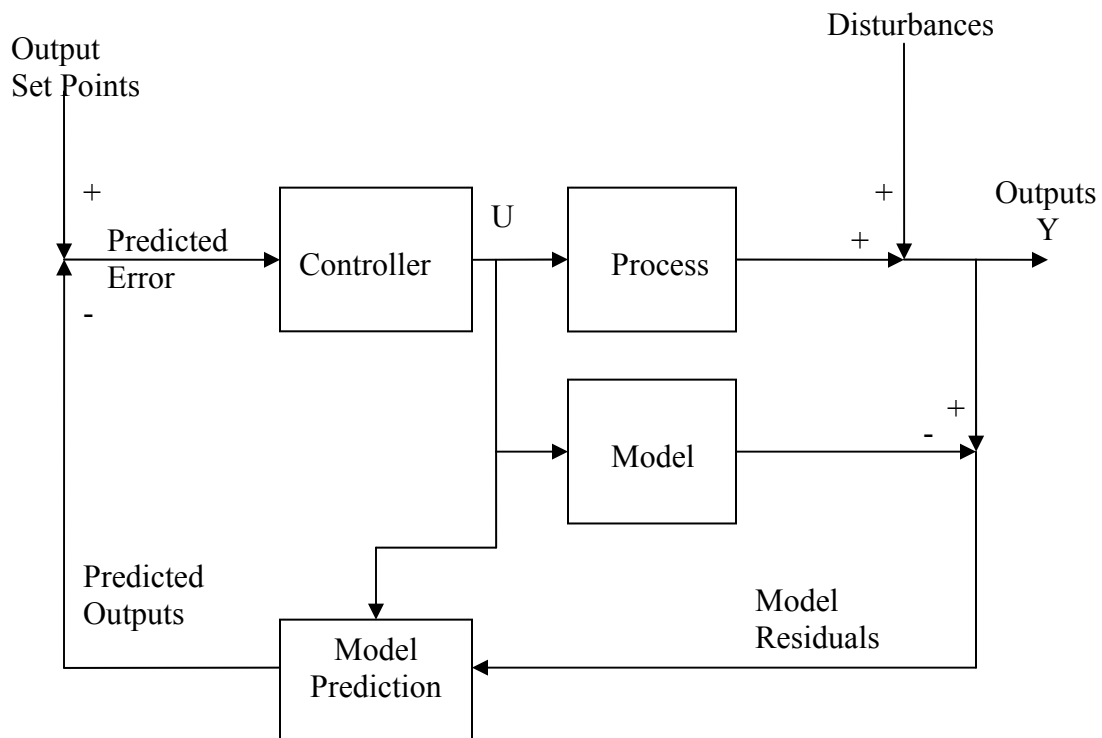 Disturbances
Output
Set Points
+
+
Outputs
Y
U
+
Predicted
Error
Controller
Process
-
+
-
Model
Predicted
Outputs
Model
Residuals
Model
Prediction